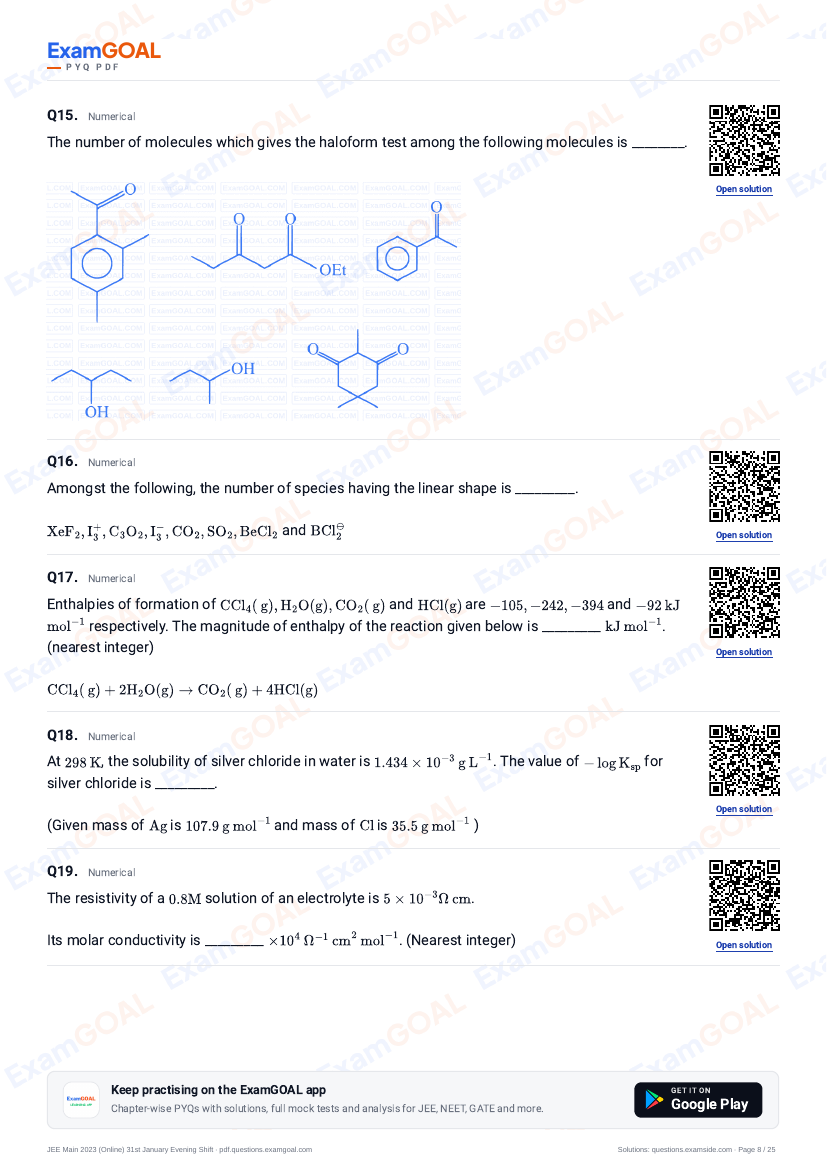 ExamGOAL
PYQ PDF
Q15. Numerical
The number of molecules which gives the haloform test among the following molecules is ________.
Open solution
O
O O
OEt
O
OH
OH
O O
Q16. Numerical
Amongst the following, the number of species having the linear shape is _________.
XeF₂, I₃⁺, C₃O₂, I₃⁻, CO₂, SO₂, BeCl₂ and BCl₂⊖
Open solution
Q17. Numerical
Enthalpies of formation of CCl₄( g), H₂O(g), CO₂( g) and HCl(g) are −105, −242, −394 and −92 kJ
mol⁻¹ respectively. The magnitude of enthalpy of the reaction given below is _________ kJ mol⁻¹.
(nearest integer)
Open solution
CCl₄( g) + 2H₂O(g) → CO₂( g) + 4HCl(g)
Q18. Numerical
At 298 K, the solubility of silver chloride in water is 1.434 × 10⁻³ g L⁻¹. The value of − log Kₛₚ for
silver chloride is _________.
Open solution
(Given mass of Ag is 107.9 g mol⁻¹ and mass of Cl is 35.5 g mol⁻¹ )
Q19. Numerical
The resistivity of a 0.8M solution of an electrolyte is 5 × 10⁻³Ω cm.
Its molar conductivity is _________ ×10⁴ Ω⁻¹ cm² mol⁻¹. (Nearest integer)
Open solution
Keep practising on the ExamGOAL app
Chapter-wise PYQs with solutions, full mock tests and analysis for JEE, NEET, GATE and more.
GET IT ON
Google Play
JEE Main 2023 (Online) 31st January Evening Shift · pdf.questions.examgoal.com
Solutions: questions.examside.com · Page 8 / 25